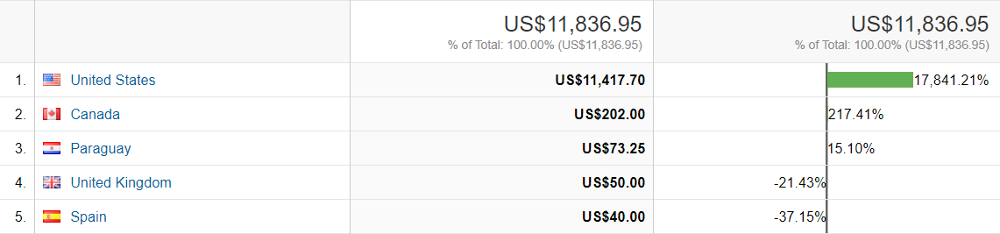 US$11,836.95 US$11,836.95
% of Total: 100.00% (US$11,836.95) % of Total: 100.00% (US$11,836.95)
1. United States US$11,417.70 17,841.21%
2. Canada US$202.00 217.41%
3. Paraguay US$73.25 15.10%
4. United Kingdom US$50.00 -21.43%
5. Spain US$40.00 -37.15%